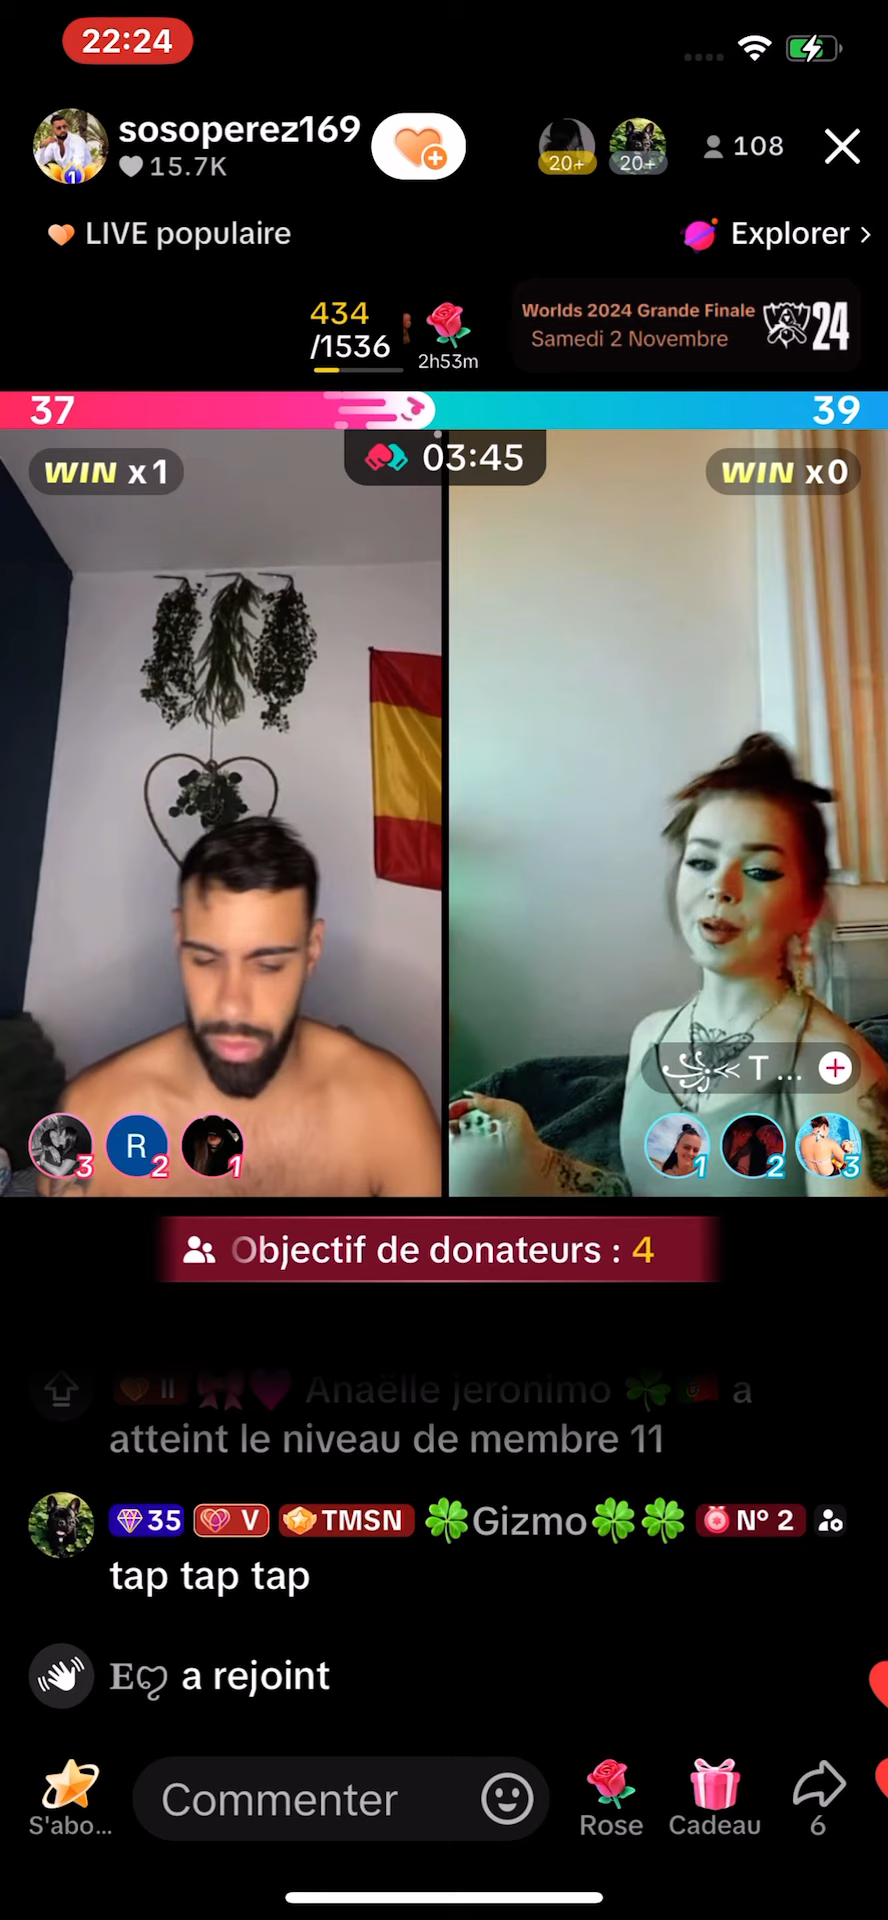 22:24
sosoperez169
15.7K
1
20+
20+
108
LIVE populaire
Explorer >
434
/1536
2h53m
Worlds 2024 Grande Finale
Samedi 2 Novembre
24
37
39
WIN x1
03:45
WIN x0
T ...
3
R
2
1
1
2
3
Objectif de donateurs : 4
II Anaëlle jeronimo a
atteint le niveau de membre 11
35 V TMSN 🍀Gizmo🍀🍀 N° 2
tap tap tap
Eღ a rejoint
S'abo...
Commenter
Rose
Cadeau
6